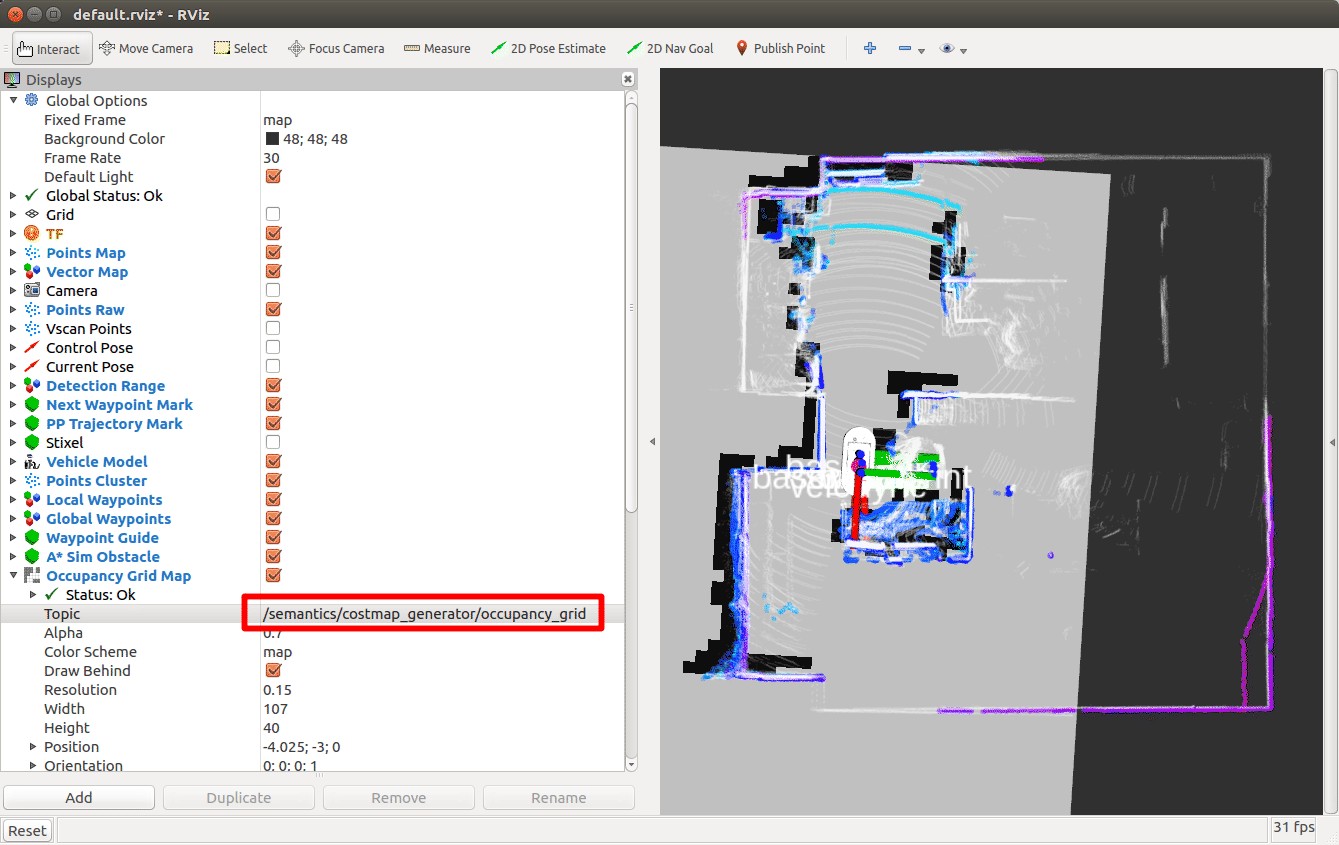 default.rviz* - RViz
Interact Move Camera Select Focus Camera Measure 2D Pose Estimate 2D Nav Goal Publish Point
Displays
Global Options
Fixed Frame map
Background Color 48; 48; 48
Frame Rate 30
Default Light
Global Status: Ok
Grid
TF
Points Map
Vector Map
Camera
Points Raw
Vscan Points
Control Pose
Current Pose
Detection Range
Next Waypoint Mark
PP Trajectory Mark
Stixel
Vehicle Model
Points Cluster
Local Waypoints
Global Waypoints
Waypoint Guide
A* Sim Obstacle
Occupancy Grid Map
Status: Ok
Topic /semantics/costmap_generator/occupancy_grid
Alpha 0.7
Color Scheme map
Draw Behind
Resolution 0.15
Width 107
Height 40
Position -4.025; -3; 0
Orientation 0; 0; 0; 1
Add Duplicate Remove Rename
Reset
31 fps